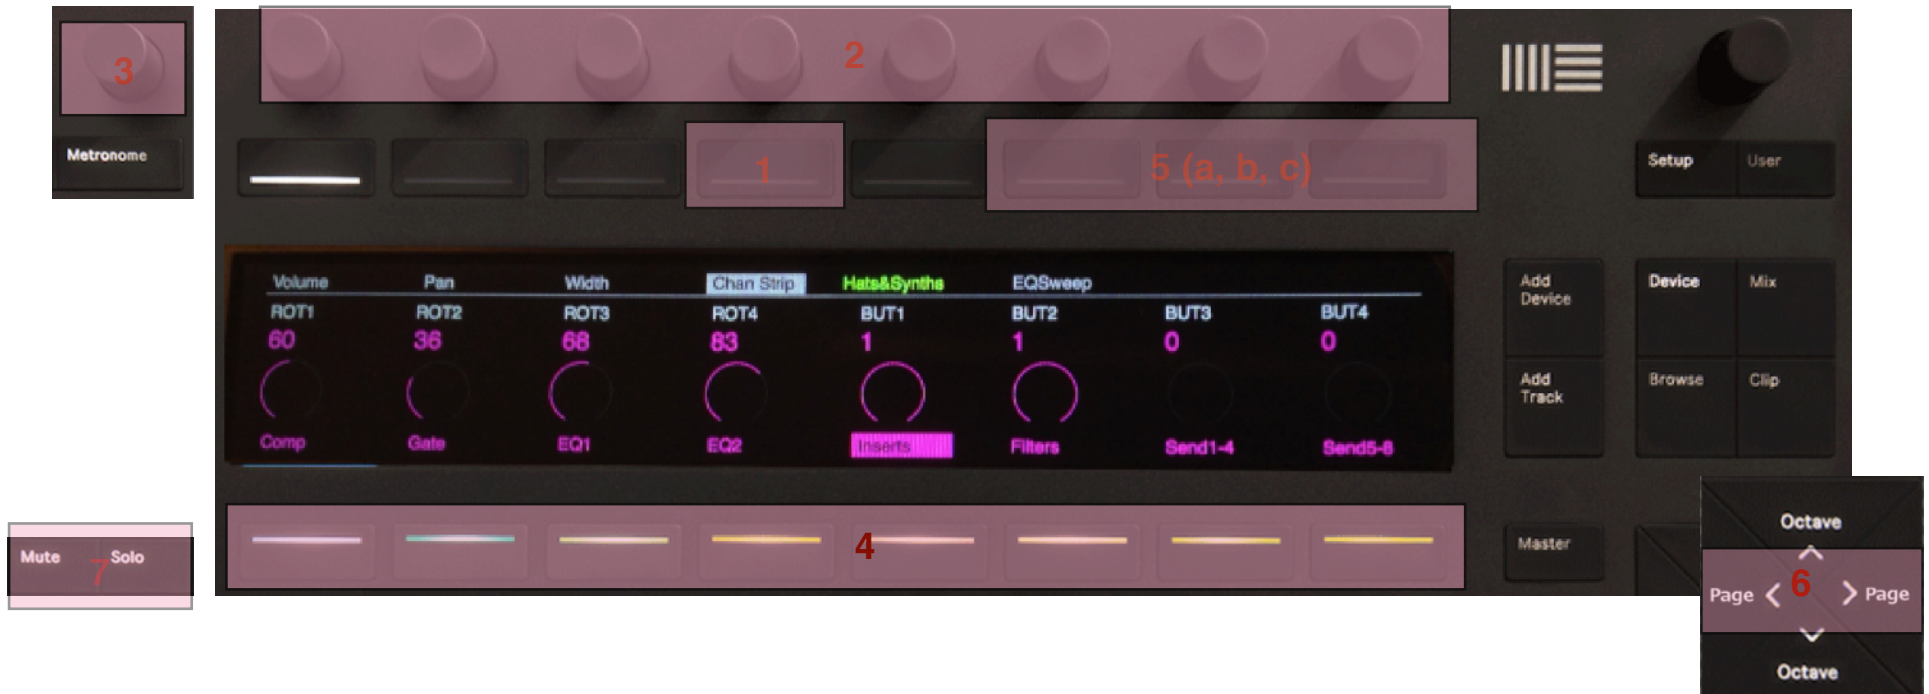 3
Metronome
2
1
5 (a, b, c)
Setup User
Volume Pan Width Chan Strip Hats&Synths EQSweep
ROT1 ROT2 ROT3 ROT4 BUT1 BUT2 BUT3 BUT4
60 36 68 83 1 1 0 0
Comp Gate EQ1 EQ2 Inserts Filters Send1-4 Send5-8
Add
Device
Device Mix
Add
Track
Browse Clip
4
Master
Mute Solo
7
Octave
Page < 6 > Page
Octave